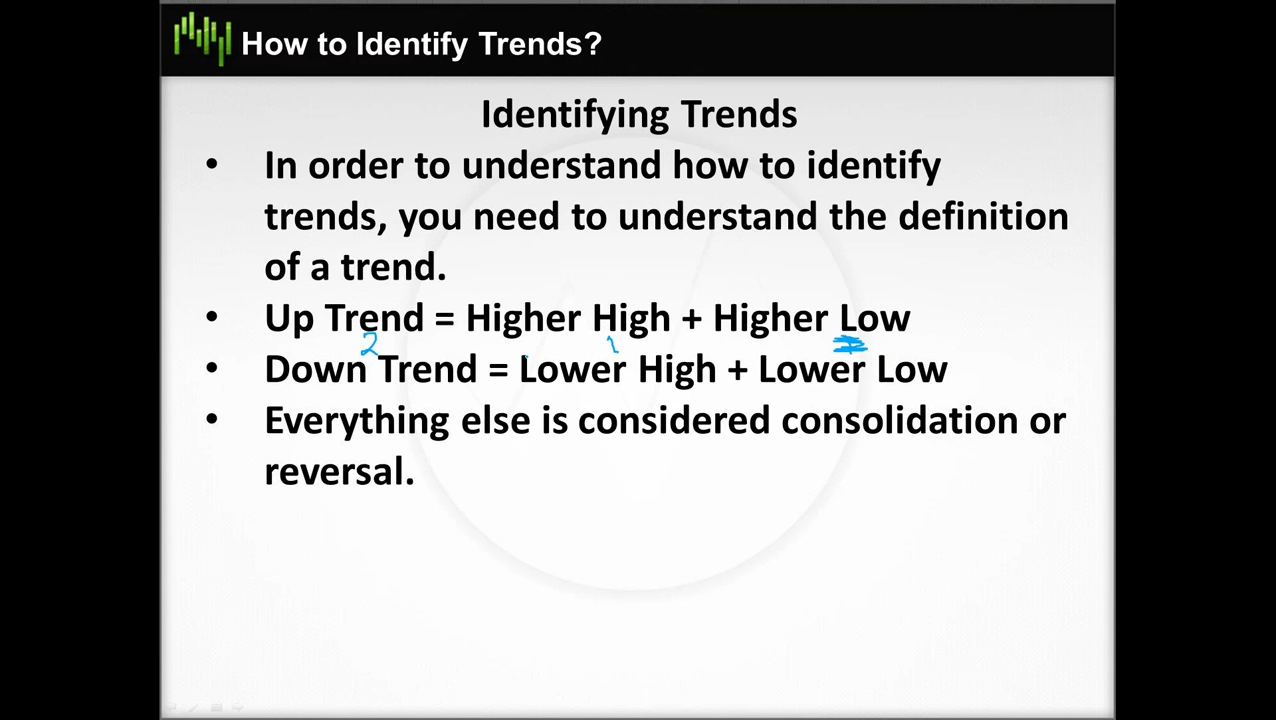 How to Identify Trends?
Identifying Trends
• In order to understand how to identify
trends, you need to understand the definition
of a trend.
• Up Trend = Higher High + Higher Low
2 1
• Down Trend = Lower High + Lower Low
• Everything else is considered consolidation or
reversal.